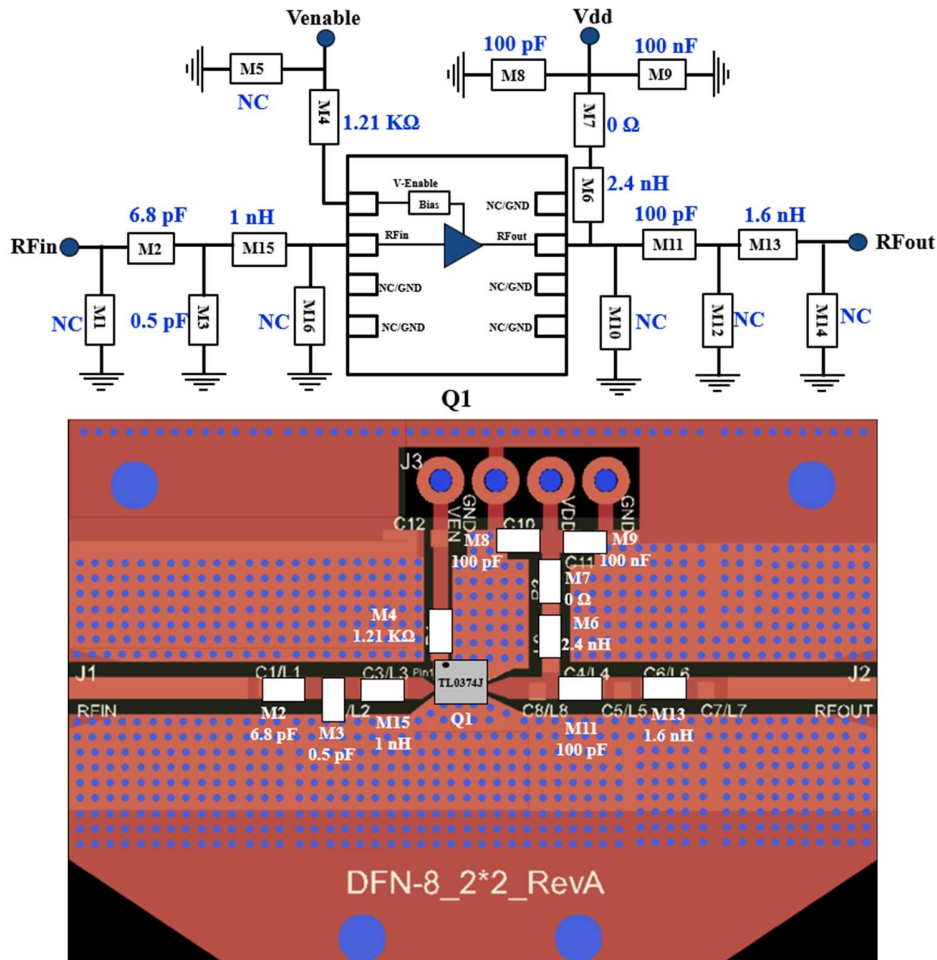 Venable
Vdd
100 pF
100 nF
M5
M8
M9
NC
M4
1.21 KΩ
M7
0 Ω
V-Enable
Bias
NC/GND
M6
2.4 nH
6.8 pF
1 nH
100 pF
1.6 nH
RFin
M2
M15
RFin
RFout
M11
M13
RFout
NC
M1
0.5 pF
M3
NC
M16
NC/GND
NC/GND
M10
NC
M12
NC
M14
NC
NC/GND
NC/GND
Q1
J3
VEN
GND
VDD
GND
C12
C10
M8
100 pF
M9
100 nF
C11
M7
0 Ω
M4
1.21 KΩ
M6
2.4 nH
J1
C1/L1
C3/L3
Pin1
TL0374J
C4/L4
C6/L6
J2
RFIN
M2
6.8 pF
M3
0.5 pF
/L2
M15
1 nH
Q1
C8/L8
M11
100 pF
C5/L5
M13
1.6 nH
C7/L7
RFOUT
DFN-8_2*2_RevA